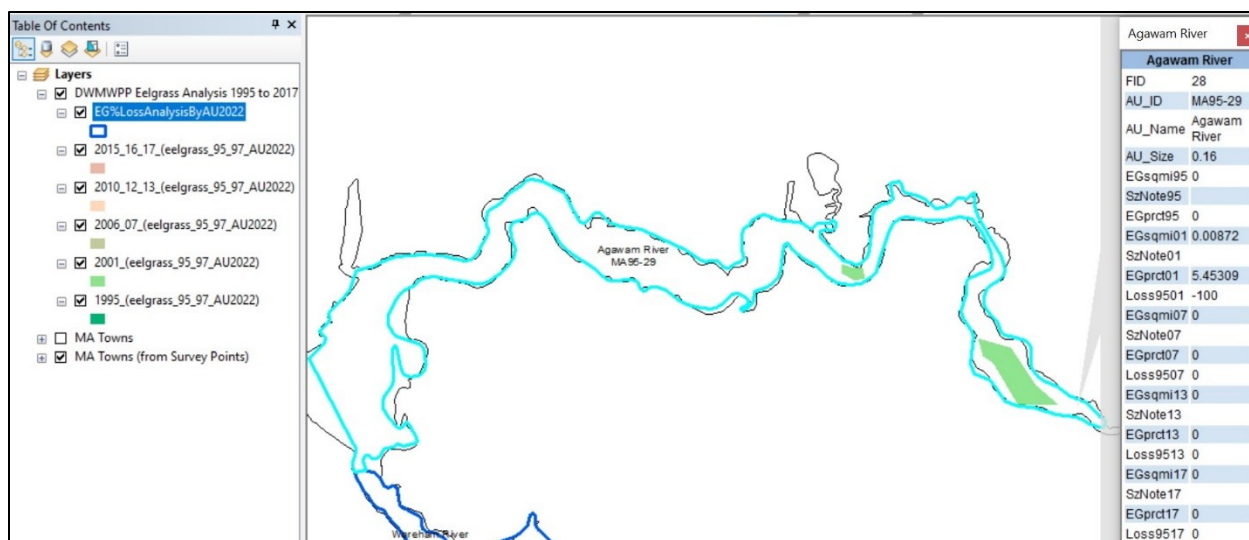 Table Of Contents
Layers
DWMWPP Eelgrass Analysis 1995 to 2017
EG%LossAnalysisByAU2022
2015_16_17_(eelgrass_95_97_AU2022)
2010_12_13_(eelgrass_95_97_AU2022)
2006_07_(eelgrass_95_97_AU2022)
2001_(eelgrass_95_97_AU2022)
1995_(eelgrass_95_97_AU2022)
MA Towns
MA Towns (from Survey Points)
Agawam River
MA95-29
Wareham River
Agawam River
Agawam River
FID 28
AU_ID MA95-29
AU_Name Agawam
River
AU_Size 0.16
EGsqmi95 0
SzNote95
EGprct95 0
EGsqmi01 0.00872
SzNote01
EGprct01 5.45309
Loss9501 -100
EGsqmi07 0
SzNote07
EGprct07 0
Loss9507 0
EGsqmi13 0
SzNote13
EGprct13 0
Loss9513 0
EGsqmi17 0
SzNote17
EGprct17 0
Loss9517 0